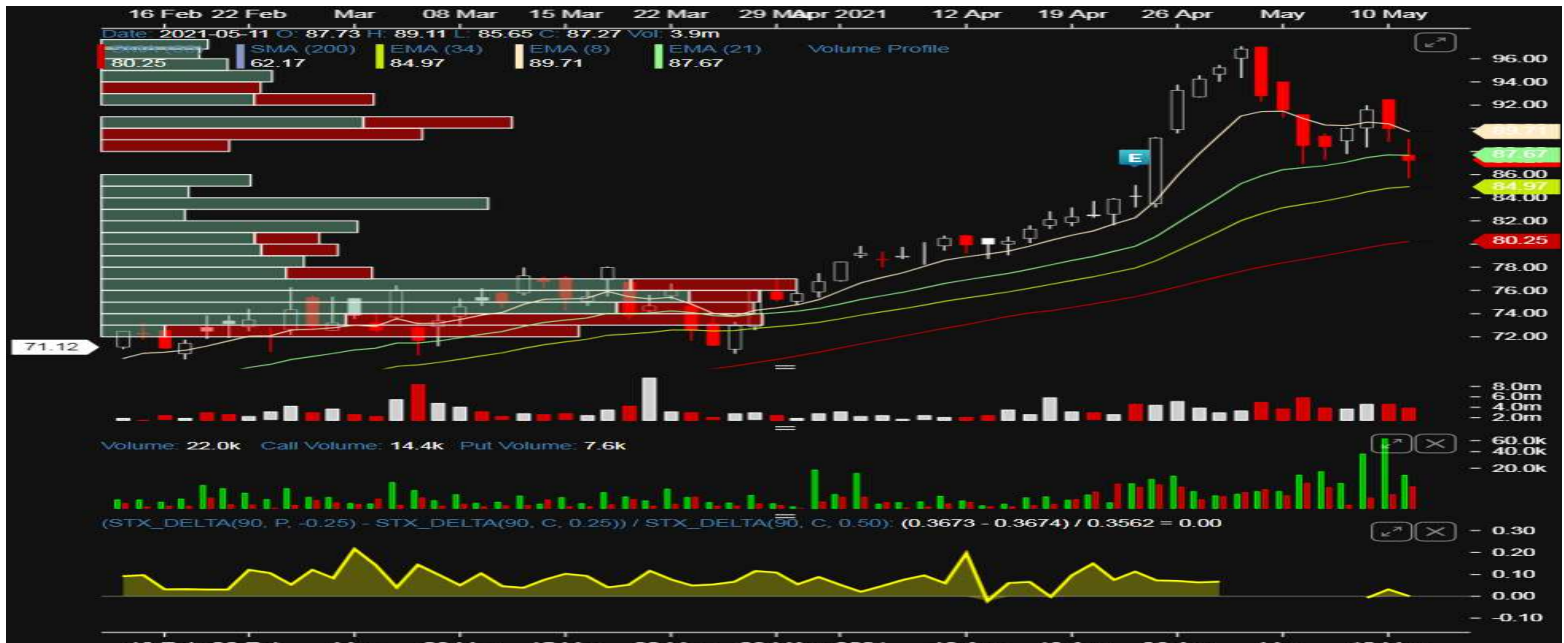 16 Feb 22 Feb Mar 08 Mar 15 Mar 22 Mar 29 Mar Apr 2021 12 Apr 19 Apr 26 Apr May 10 May
Date: 2021-05-11 O: 87.73 H: 89.11 L: 85.65 C: 87.27 Vol: 3.9m
SMA (200) EMA (34) EMA (8) EMA (21) Volume Profile
80.25 62.17 84.97 89.71 87.67
96.00
94.00
92.00
E
89.71
87.67
86.00
84.97
84.00
82.00
80.25
78.00
76.00
74.00
72.00
71.12
8.0m
6.0m
4.0m
2.0m
Volume: 22.0k Call Volume: 14.4k Put Volume: 7.6k
60.0k
40.0k
20.0k
(STX_DELTA(90, P, -0.25) - STX_DELTA(90, C, 0.25)) / STX_DELTA(90, C, 0.50): (0.3673 - 0.3674) / 0.3562 = 0.00
0.30
0.20
0.10
0.00
-0.10